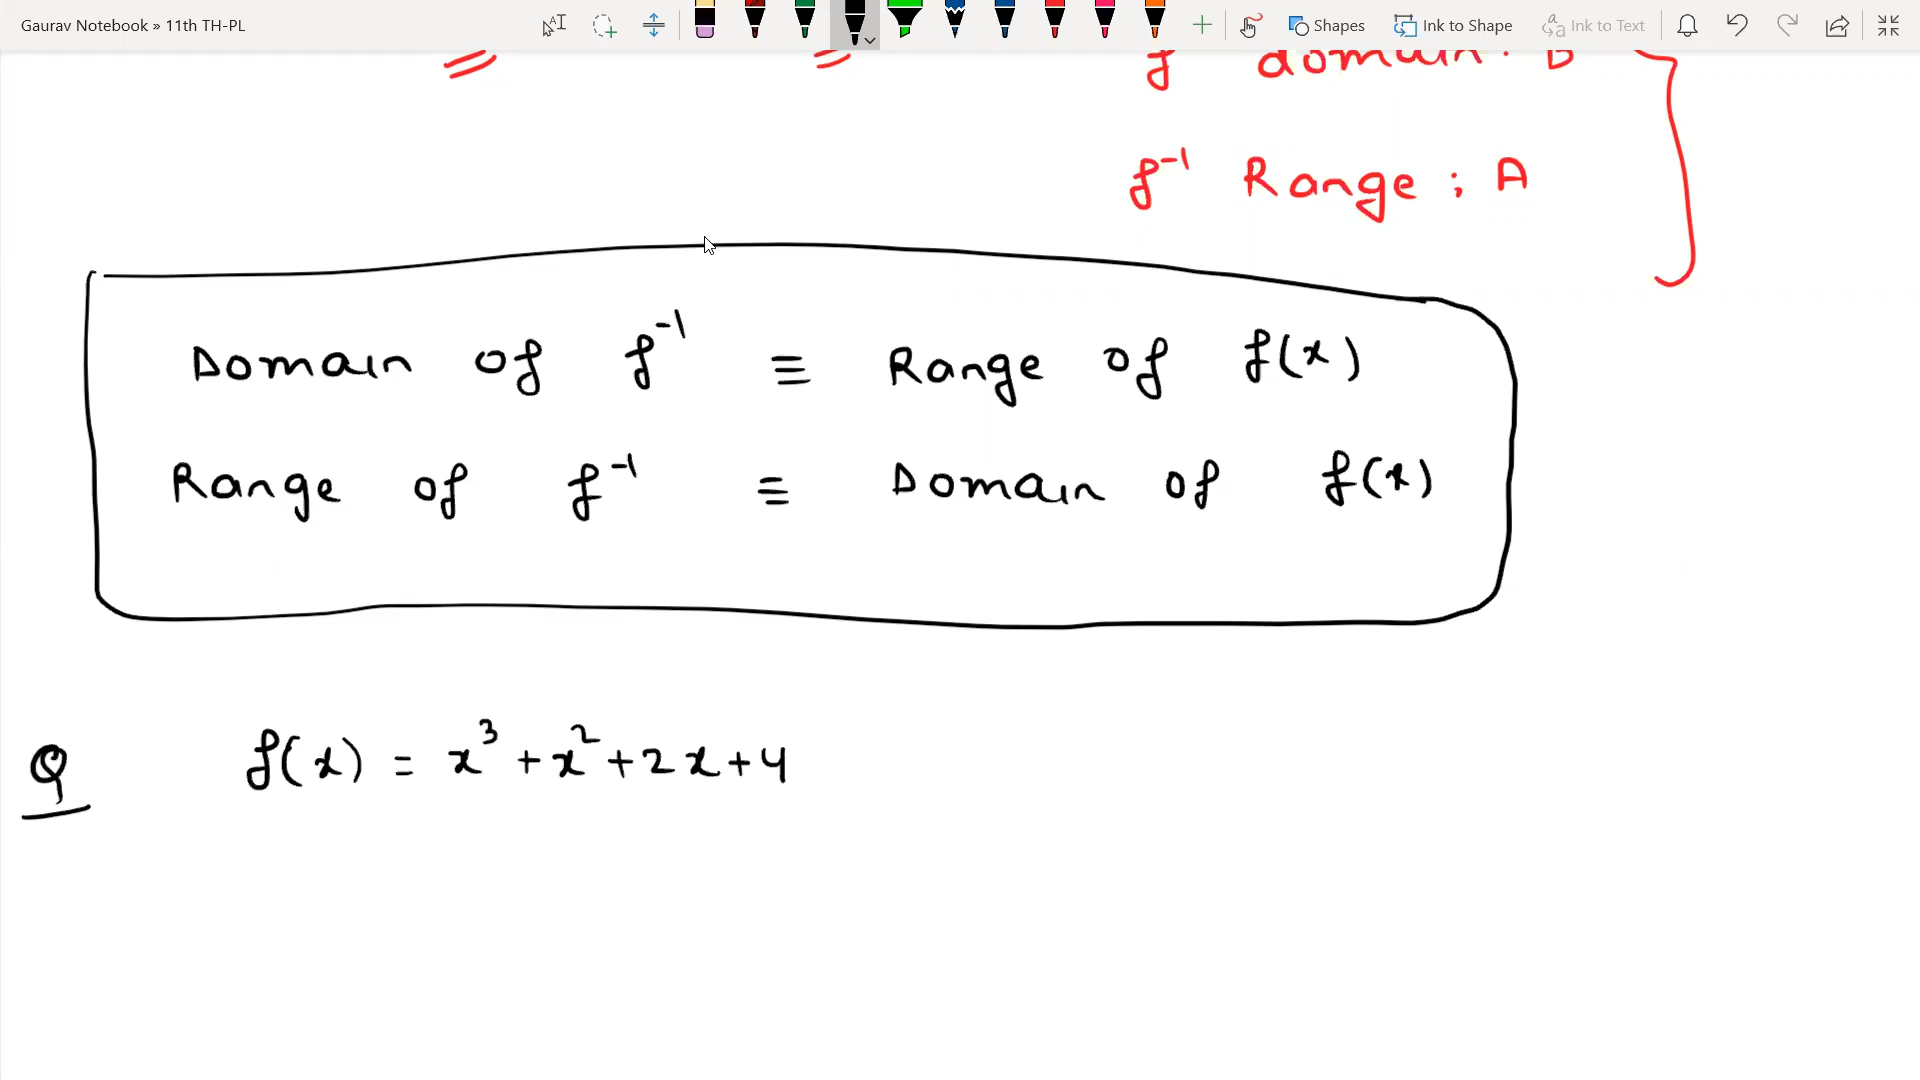 Gaurav Notebook » 11th TH-PL
Shapes Ink to Shape Ink to Text
f domain : B
f⁻¹ Range : A
Domain of f⁻¹ ≡ Range of f(x)
Range of f⁻¹ ≡ Domain of f(x)
Q f(x) = x³ + x² + 2x + 4